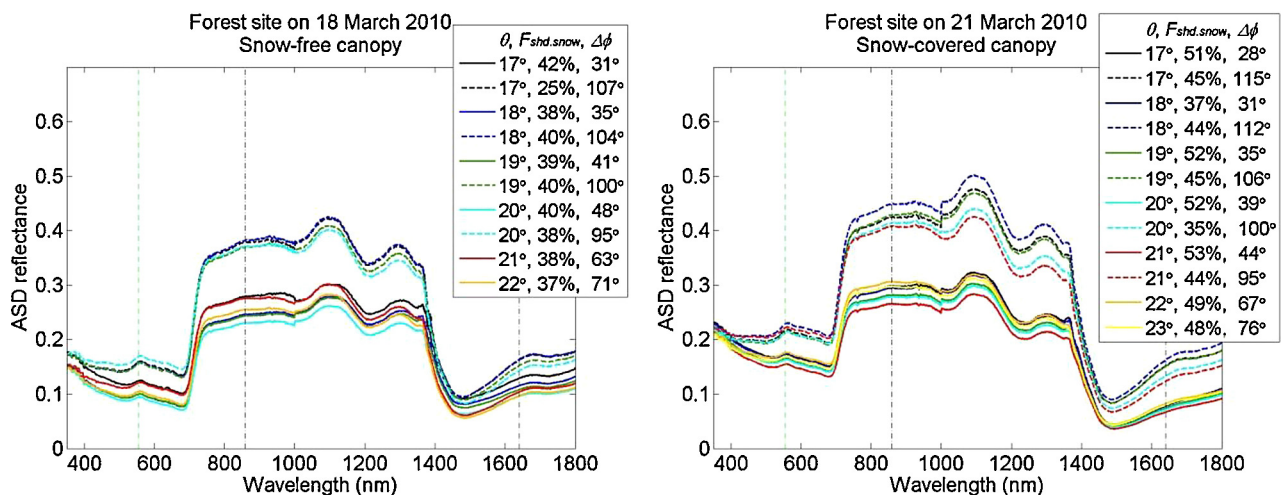 Forest site on 18 March 2010
Snow-free canopy
θ, Fshd.snow, Δϕ
17°, 42%, 31°
17°, 25%, 107°
18°, 38%, 35°
18°, 40%, 104°
19°, 39%, 41°
19°, 40%, 100°
20°, 40%, 48°
20°, 38%, 95°
21°, 38%, 63°
22°, 37%, 71°
ASD reflectance
0.6
0.5
0.4
0.3
0.2
0.1
0
400 600 800 1000 1200 1400 1600 1800
Wavelength (nm)
Forest site on 21 March 2010
Snow-covered canopy
θ, Fshd.snow, Δϕ
17°, 51%, 28°
17°, 45%, 115°
18°, 37%, 31°
18°, 44%, 112°
19°, 52%, 35°
19°, 45%, 106°
20°, 52%, 39°
20°, 35%, 100°
21°, 53%, 44°
21°, 44%, 95°
22°, 49%, 67°
23°, 48%, 76°
ASD reflectance
0.6
0.5
0.4
0.3
0.2
0.1
0
400 600 800 1000 1200 1400 1600 1800
Wavelength (nm)